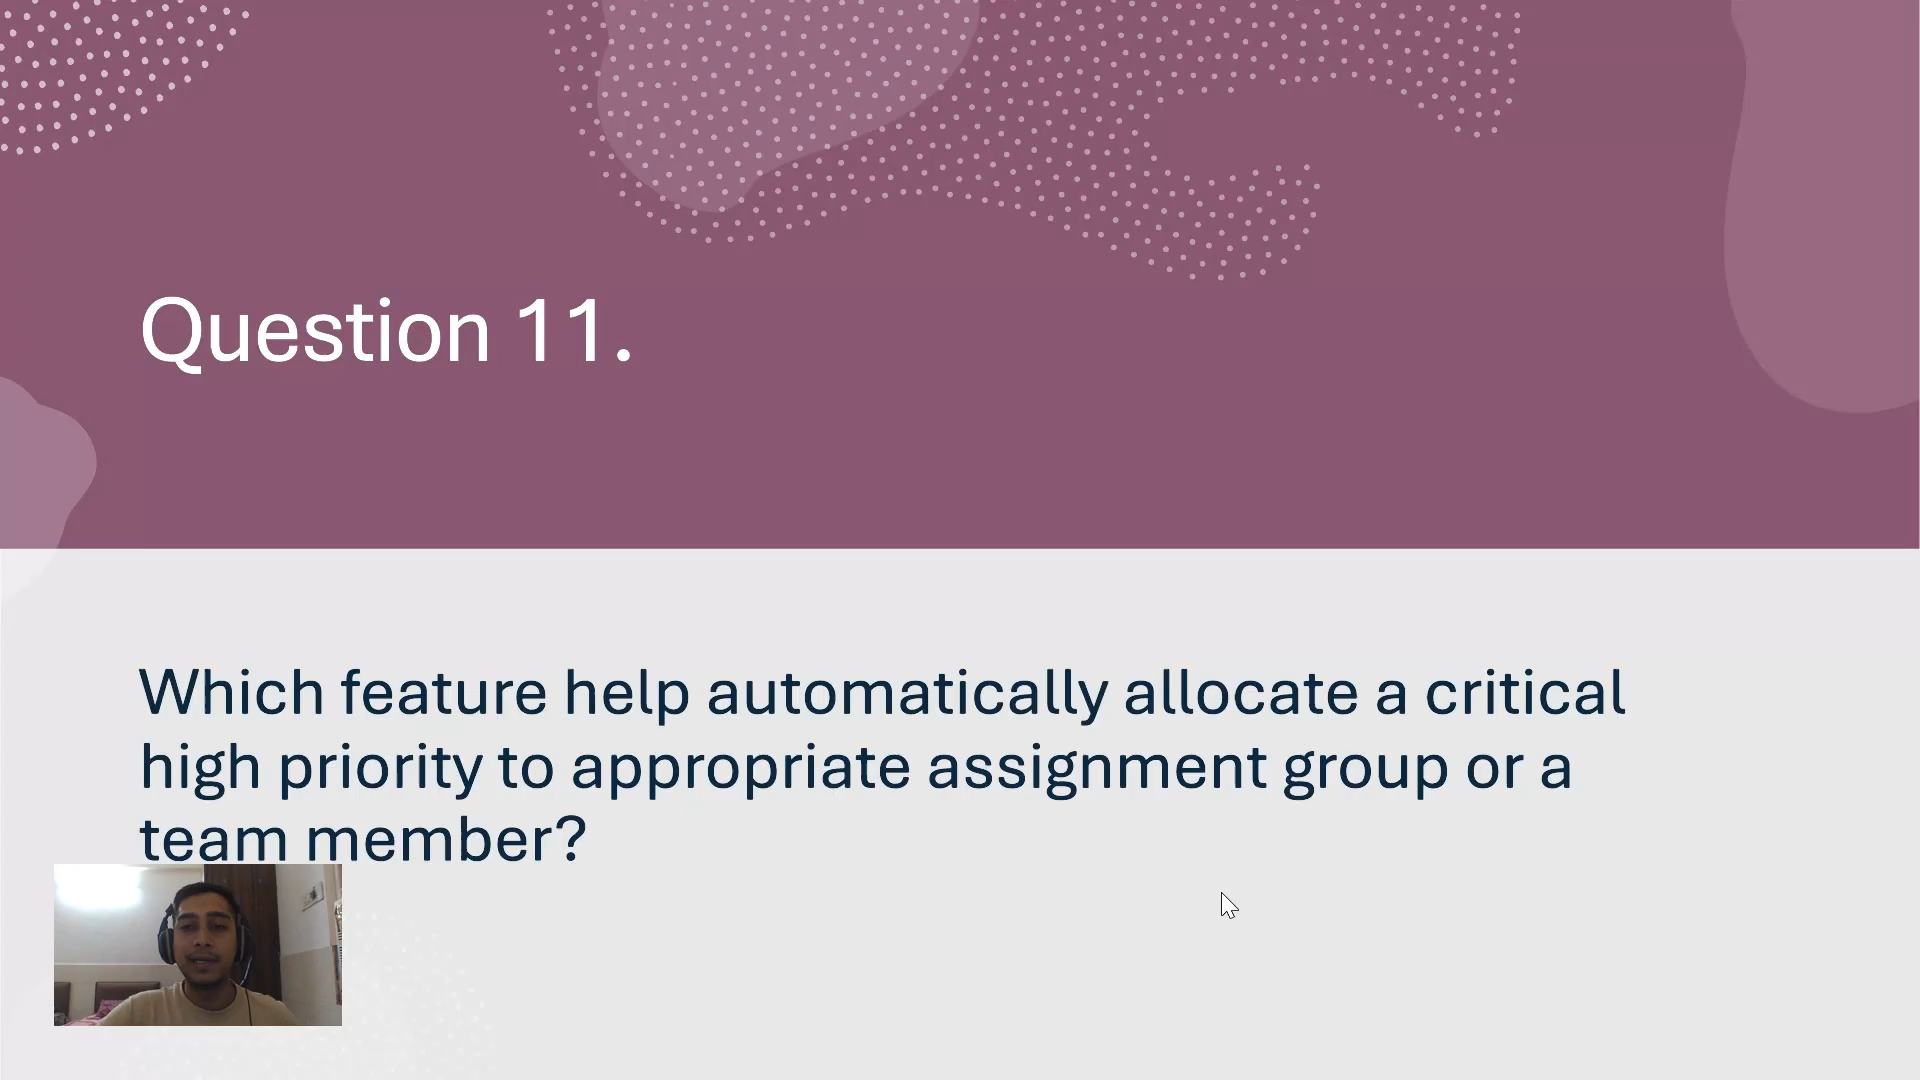 Question 11.
Which feature help automatically allocate a critical
high priority to appropriate assignment group or a
team member?